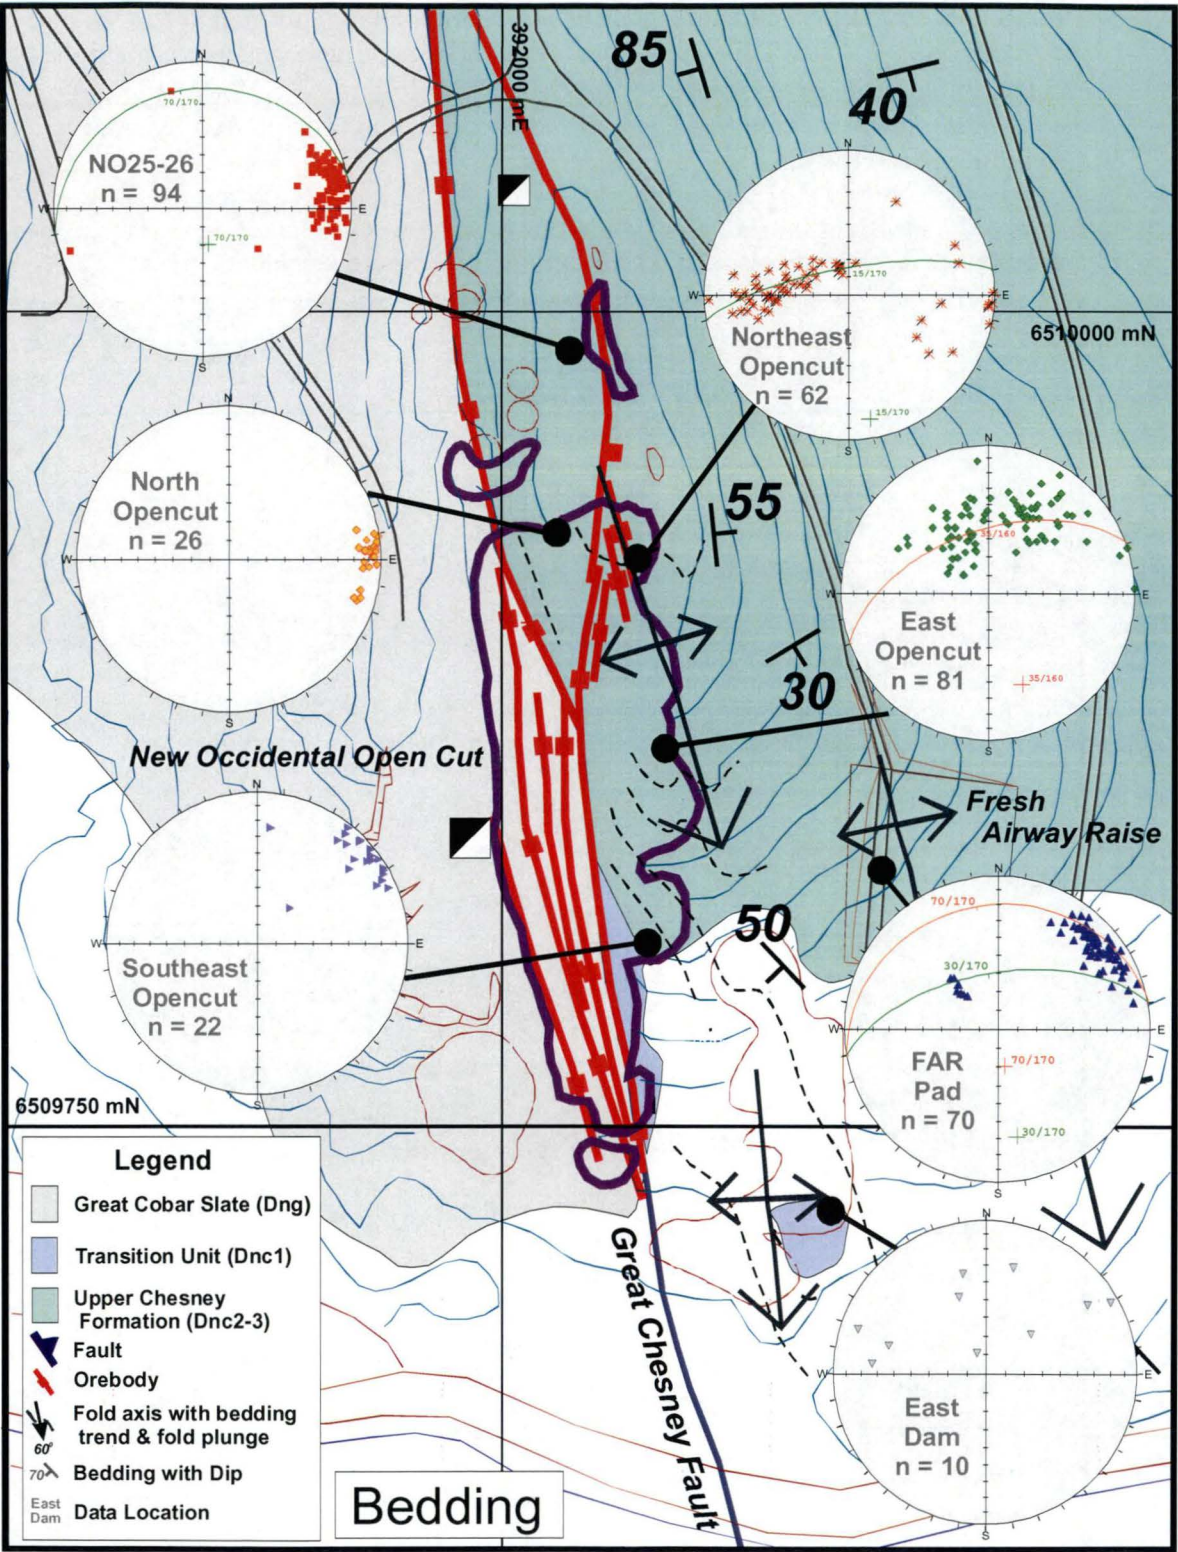 392000 mE
85
40
N
70/170
NO25-26
n = 94
W
E
70/170
S
N
15/170
W
E
Northeast
Opencut
n = 62
15/170
S
6510000 mN
N
North
Opencut
n = 26
W
E
S
55
N
35/160
E
East
Opencut
n = 81
35/160
S
30
New Occidental Open Cut
N
W
E
Southeast
Opencut
n = 22
S
Fresh
Airway Raise
50
N
70/170
30/170
W
E
FAR
Pad
n = 70
70/170
30/170
S
6509750 mN
N
W
E
East
Dam
n = 10
S
Great Chesney Fault
Legend
Great Cobar Slate (Dng)
Transition Unit (Dnc1)
Upper Chesney
Formation (Dnc2-3)
Fault
Orebody
Fold axis with bedding
trend & fold plunge
60°
70 Bedding with Dip
East
Dam
Data Location
Bedding